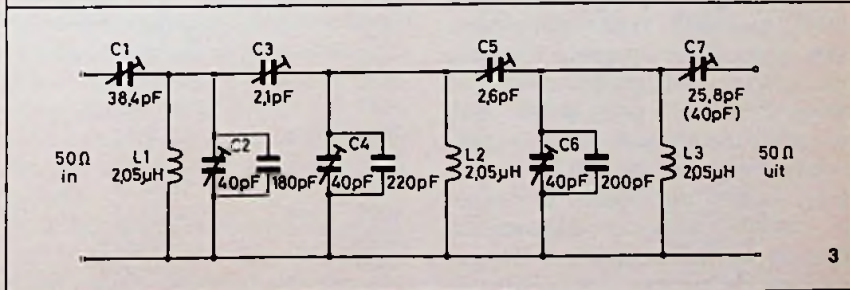 C1
C3
C5
C7
38,4pF
2,1pF
2,6pF
25,8pF
(40pF)
50Ω
in
L1
2,05µH
C2
40pF
180pF
C4
40pF
220pF
L2
2,05µH
C6
40pF
200pF
L3
2,05µH
50Ω
uit
3